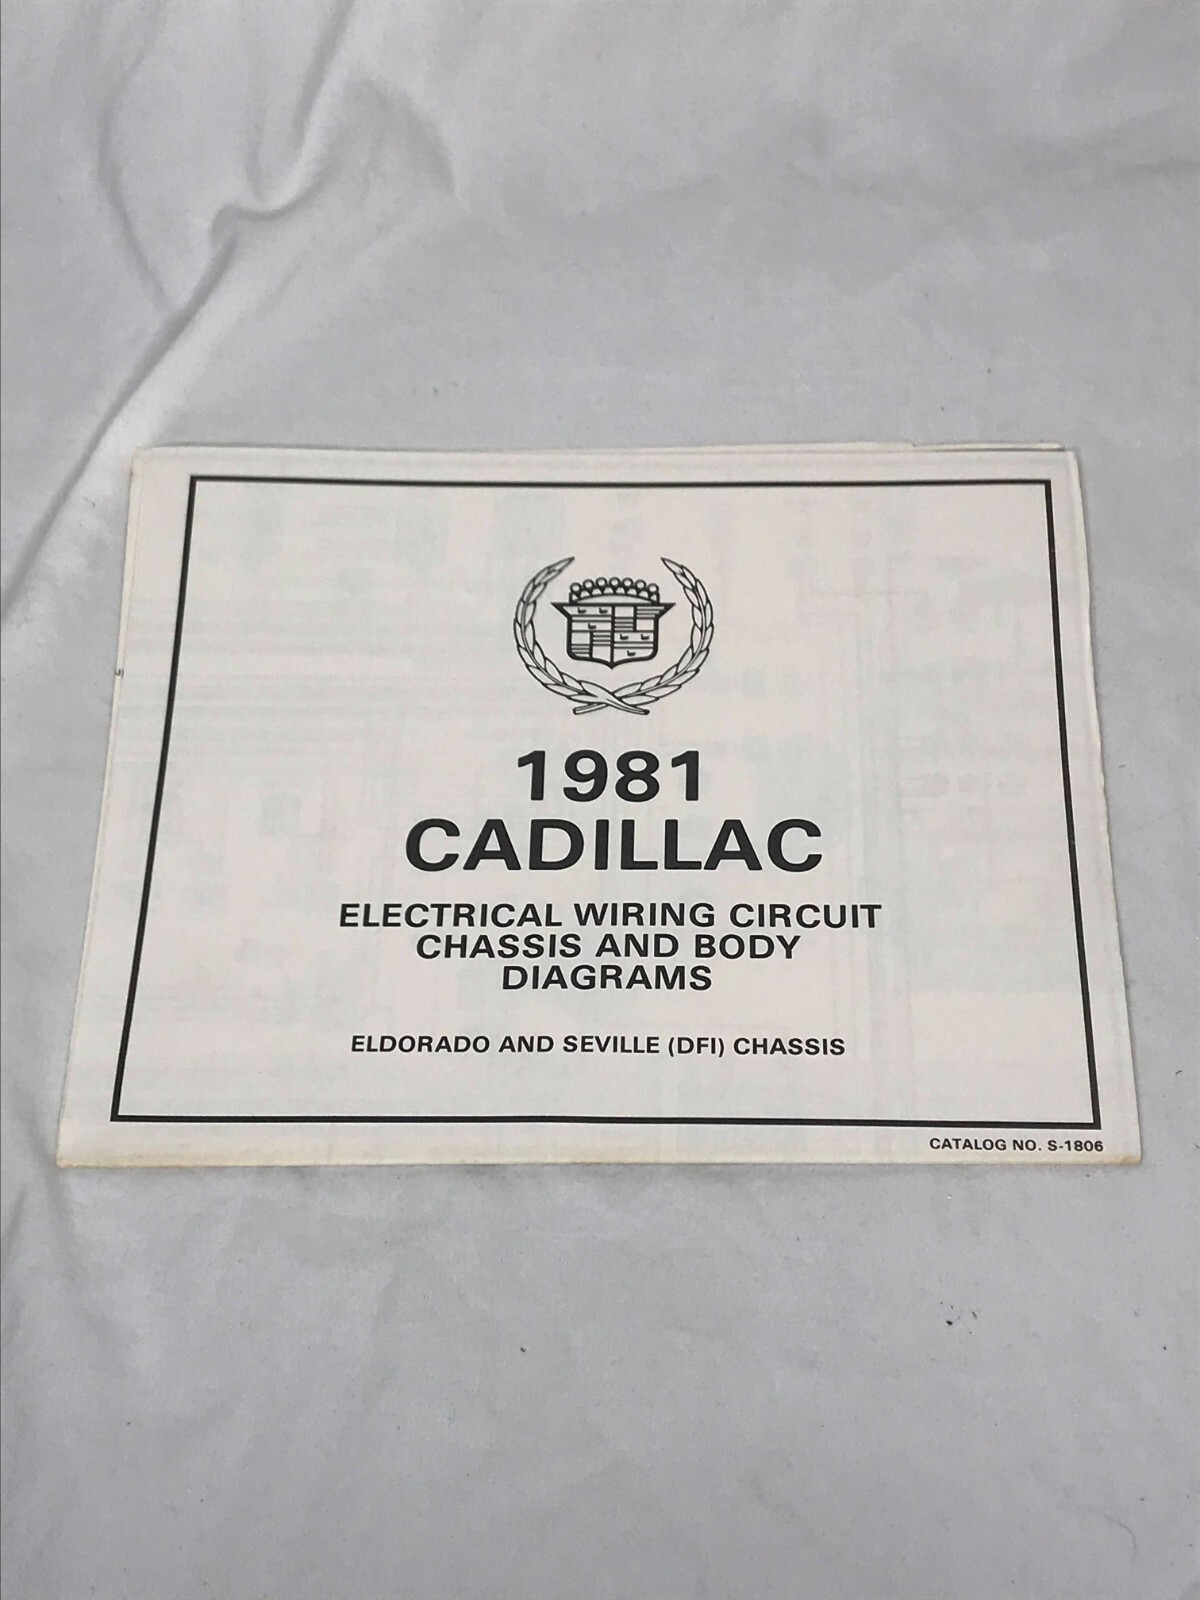 1981
CADILLAC
ELECTRICAL WIRING CIRCUIT
CHASSIS AND BODY
DIAGRAMS
ELDORADO AND SEVILLE (DFI) CHASSIS
CATALOG NO. S-1806